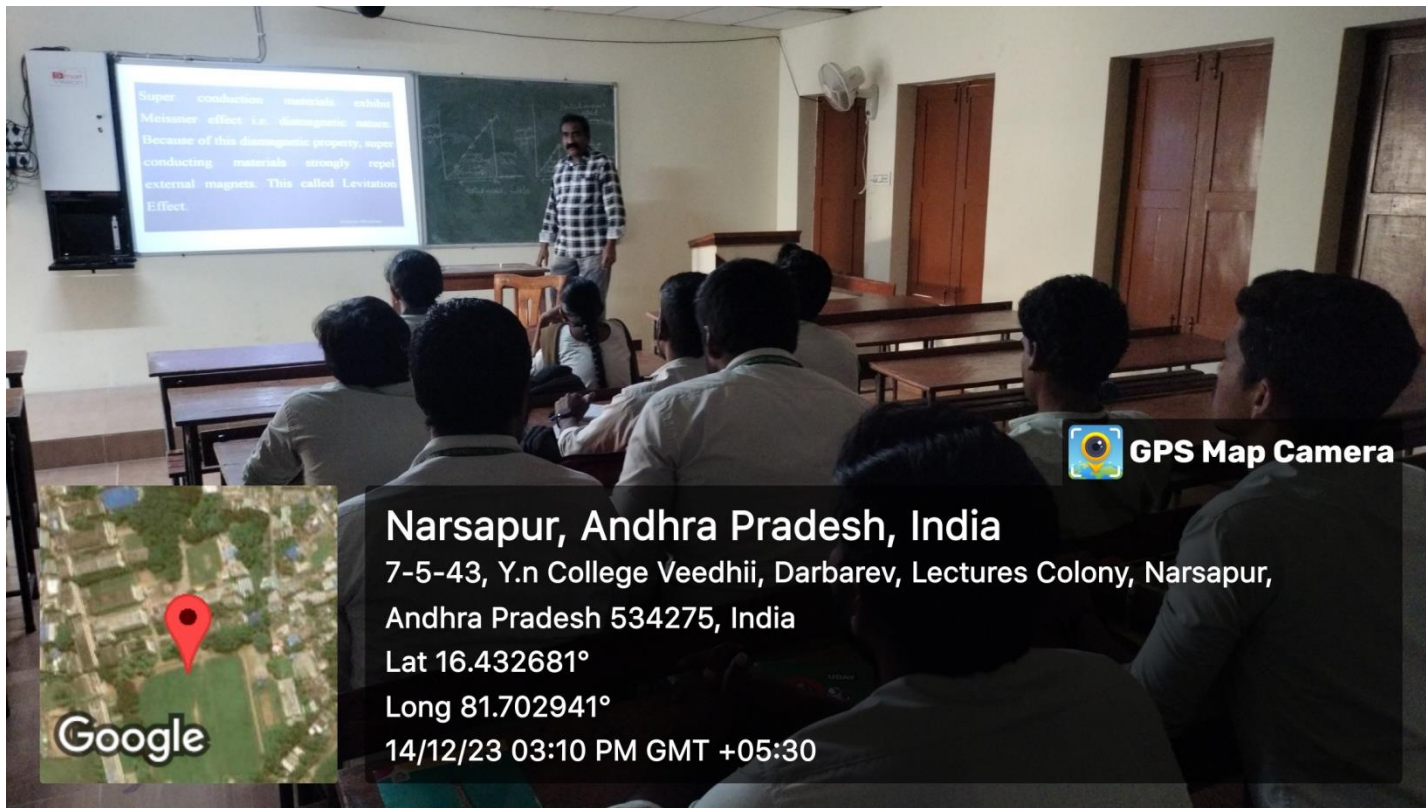 Super conduction materials exhibit
Meissner effect i.e. diamagnetic nature.
Because of this diamagnetic property, super
conducting materials strongly repel
external magnets. This called Levitation
Effect.
GPS Map Camera
Narsapur, Andhra Pradesh, India
7-5-43, Y.n College Veedhii, Darbarev, Lectures Colony, Narsapur,
Andhra Pradesh 534275, India
Lat 16.432681°
Long 81.702941°
14/12/23 03:10 PM GMT +05:30
Google